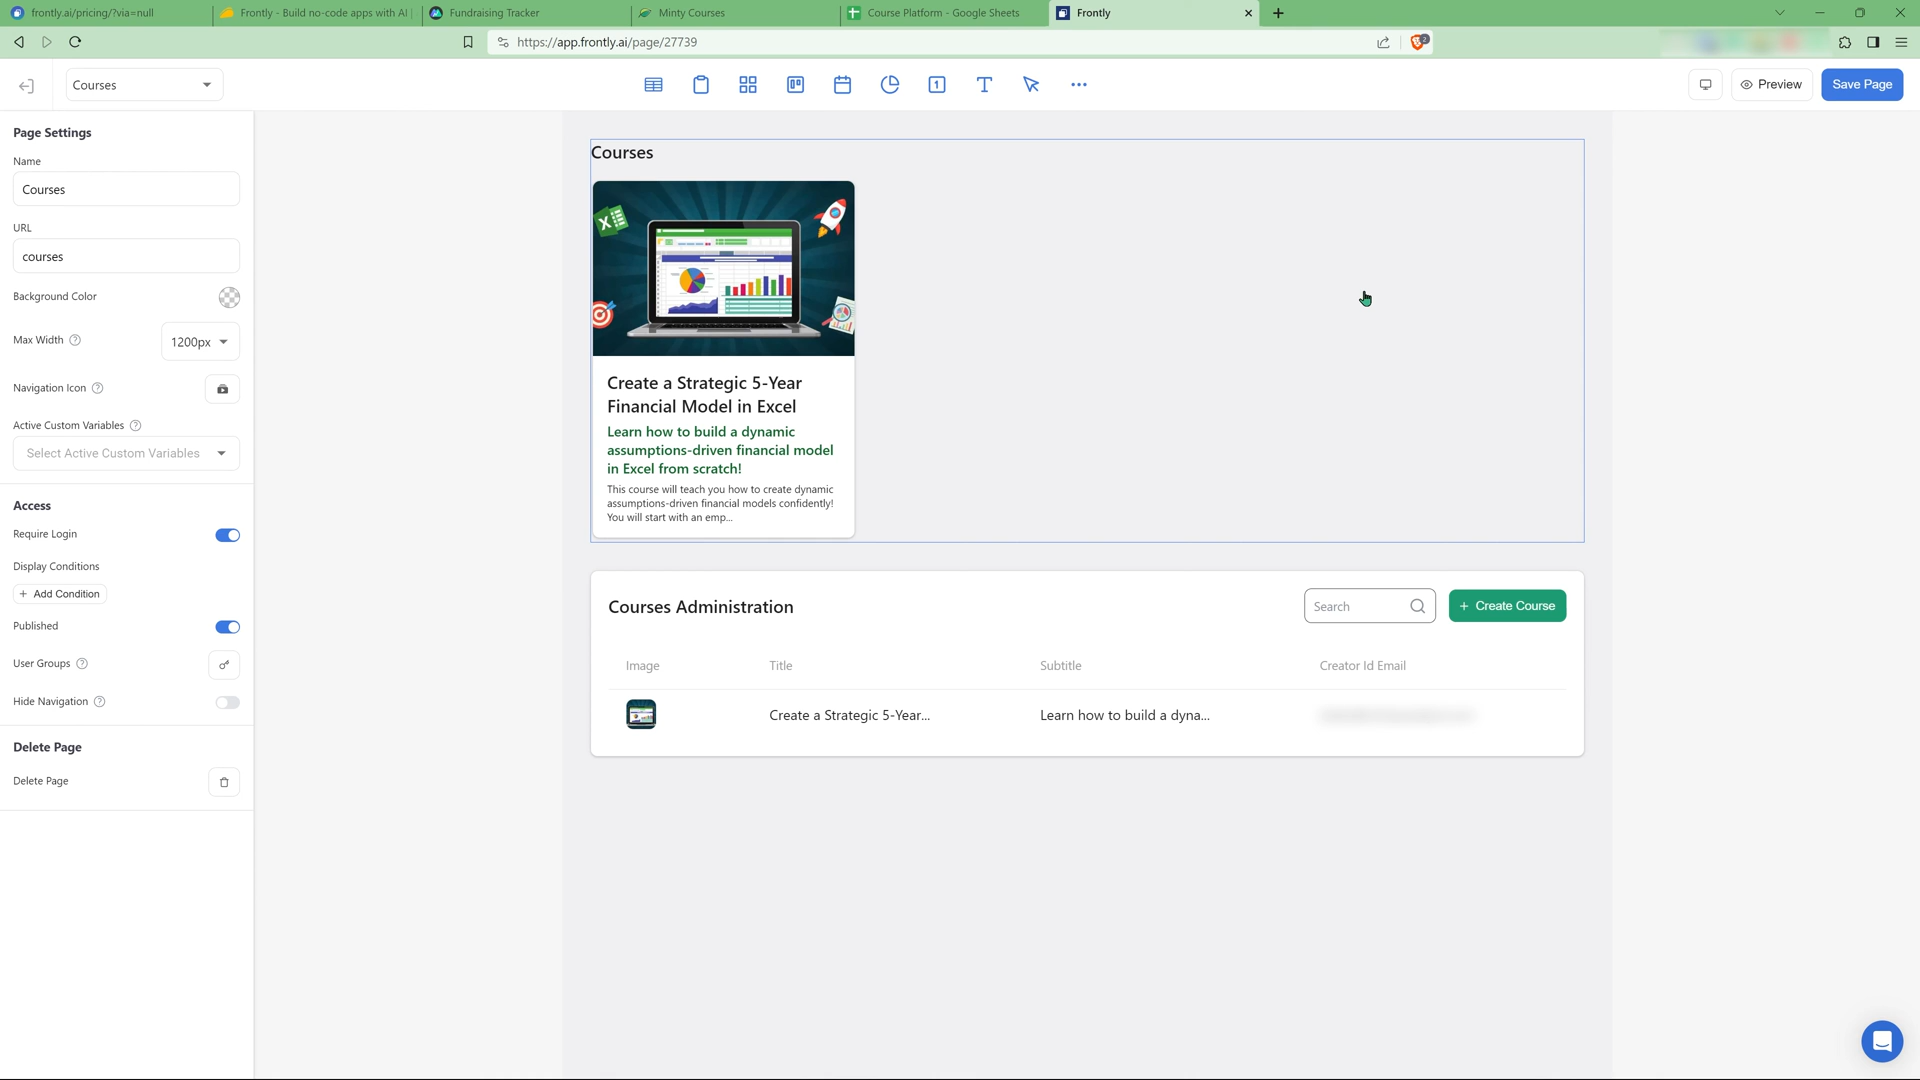 frontly.ai/pricing/?via=null
Frontly - Build no-code apps with AI
Fundraising Tracker
Minty Courses
Course Platform - Google Sheets
Frontly
https://app.frontly.ai/page/27739
2
Courses
1
Preview
Save Page
Page Settings
Name
Courses
URL
courses
Background Color
Max Width
1200px
Navigation Icon
Active Custom Variables
Select Active Custom Variables
Access
Require Login
Display Conditions
+ Add Condition
Published
User Groups
Hide Navigation
Delete Page
Delete Page
Courses
Create a Strategic 5-Year
Financial Model in Excel
Learn how to build a dynamic
assumptions-driven financial model
in Excel from scratch!
This course will teach you how to create dynamic
assumptions-driven financial models confidently!
You will start with an emp...
Courses Administration
Search
+ Create Course
Image
Title
Subtitle
Creator Id Email
Create a Strategic 5-Year...
Learn how to build a dyna...